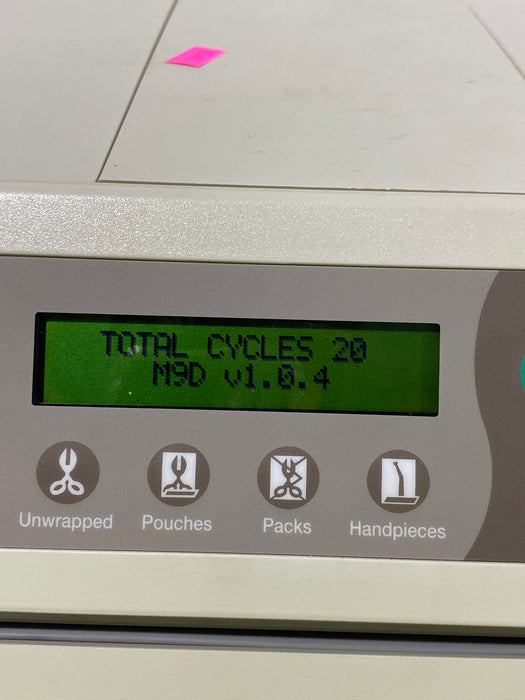 TOTAL CYCLES 20
M9D v1.0.4
Unwrapped
Pouches
Packs
Handpieces